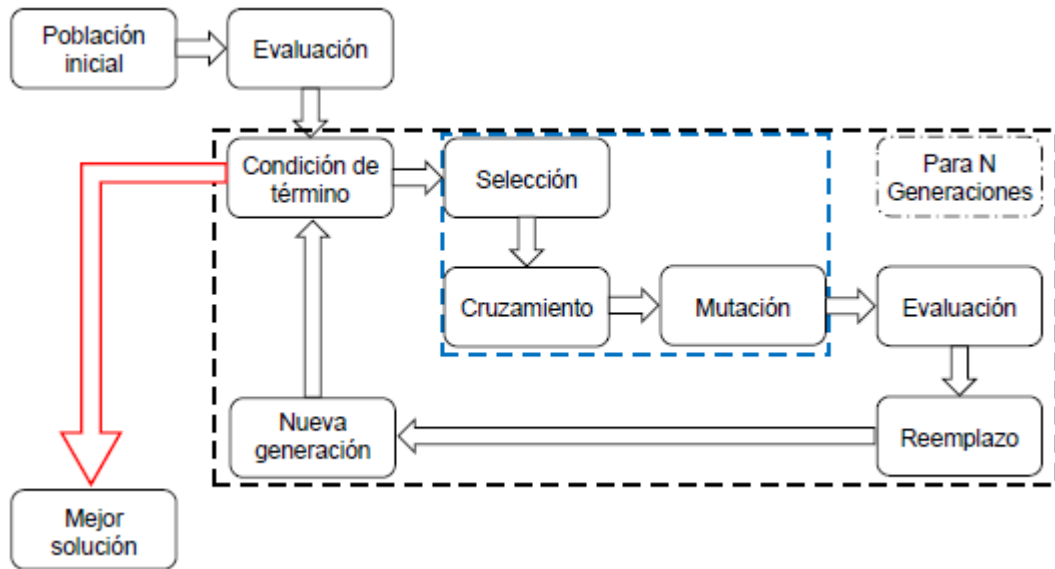 Población
inicial
Evaluación
Condición de
término
Selección
Para N
Generaciones
Cruzamiento
Mutación
Evaluación
Nueva
generación
Reemplazo
Mejor
solución